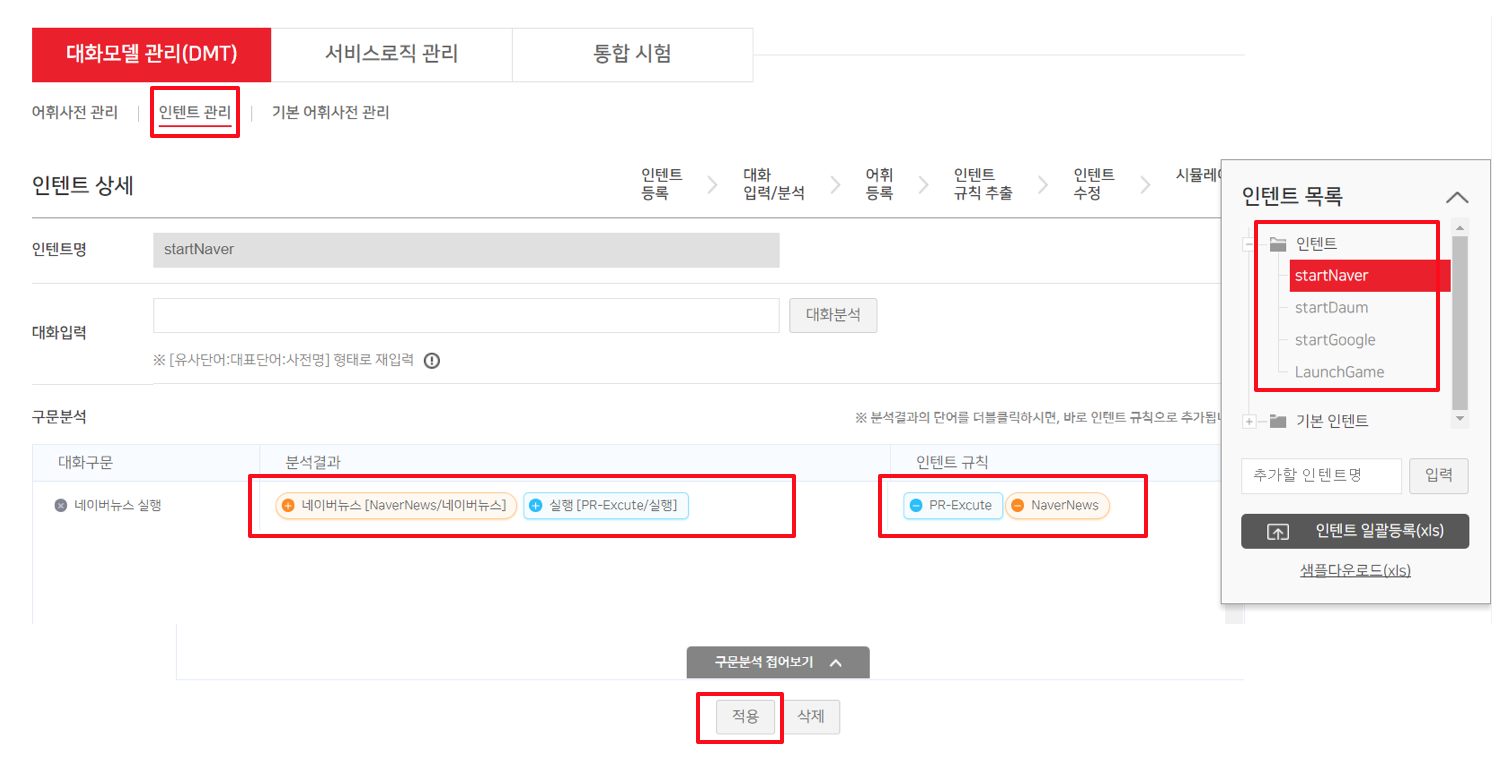 대화모델 관리(DMT)
서비스로직 관리
통합 시험
어휘사전 관리
인텐트 관리
기본 어휘사전 관리
인텐트 상세
인텐트
등록
대화
입력/분석
어휘
등록
인텐트
규칙 추출
인텐트
수정
시뮬레이
인텐트명
startNaver
대화입력
대화분석
※ [유사단어:대표단어:사전명] 형태로 재입력
구문분석
※ 분석결과의 단어를 더블클릭하시면, 바로 인텐트 규칙으로 추가됩니
대화구문
분석결과
인텐트 규칙
네이버뉴스 실행
네이버뉴스 [NaverNews/네이버뉴스]
실행 [PR-Excute/실행]
PR-Excute
NaverNews
구문분석 접어보기
적용
삭제
인텐트 목록
인텐트
startNaver
startDaum
startGoogle
LaunchGame
기본 인텐트
추가할 인텐트명
입력
인텐트 일괄등록(xls)
샘플다운로드(xls)